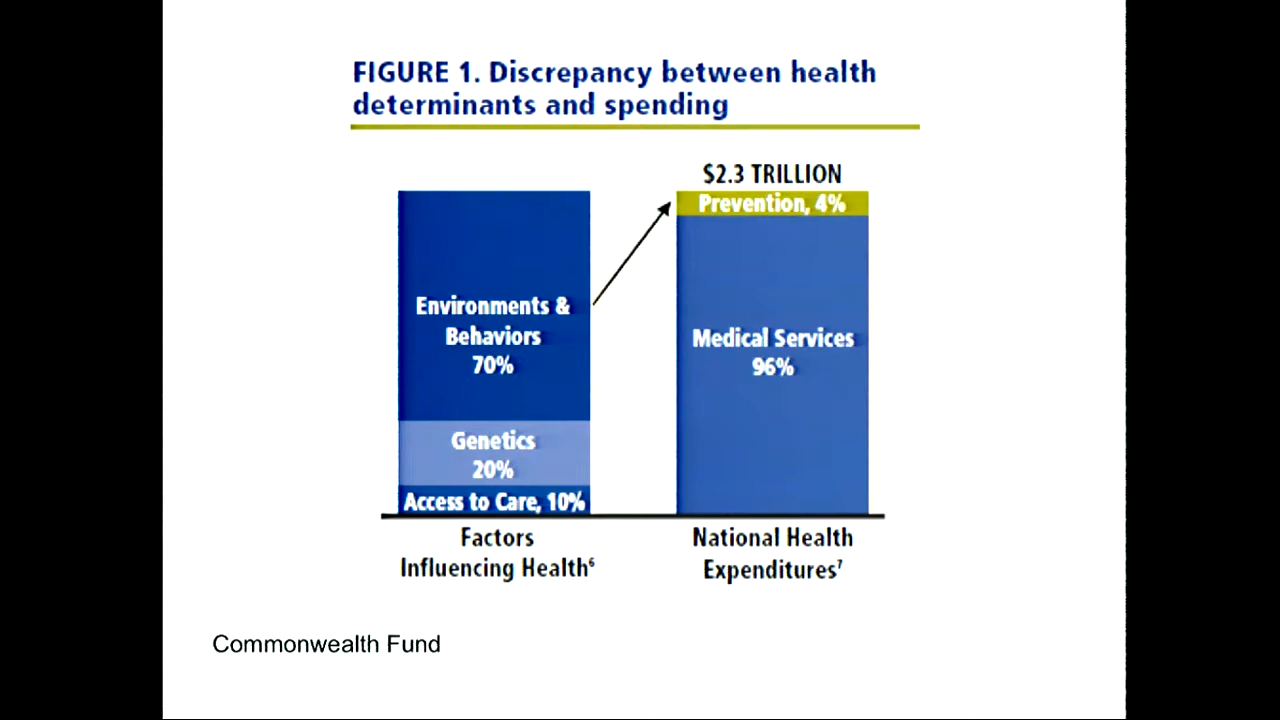 FIGURE 1. Discrepancy between health
determinants and spending
$2.3 TRILLION
Prevention, 4%
Environments &
Behaviors
70%
Medical Services
96%
Genetics
20%
Access to Care, 10%
Factors
Influencing Health⁶
National Health
Expenditures⁷
Commonwealth Fund